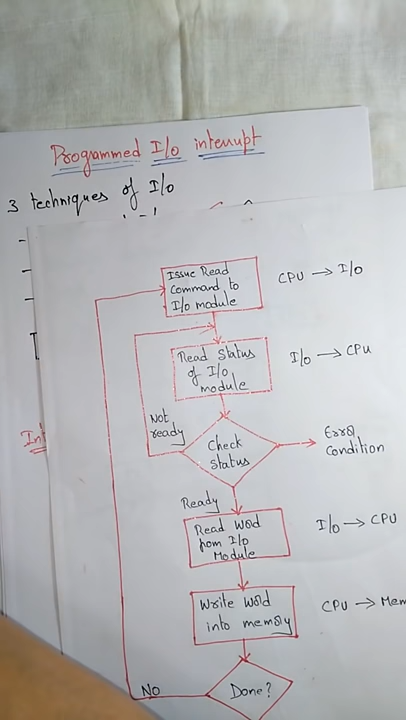 Programmed I/o interrupt
3 techniques of I/o
Issue Read
Command to
I/o module
CPU → I/o
Read Status
of I/o
module
I/o → CPU
Not
ready
Check
Status
Error
Condition
Ready
Read Word
from I/o
Module
I/o → CPU
Write Word
into memory
CPU → Mem
No
Done?